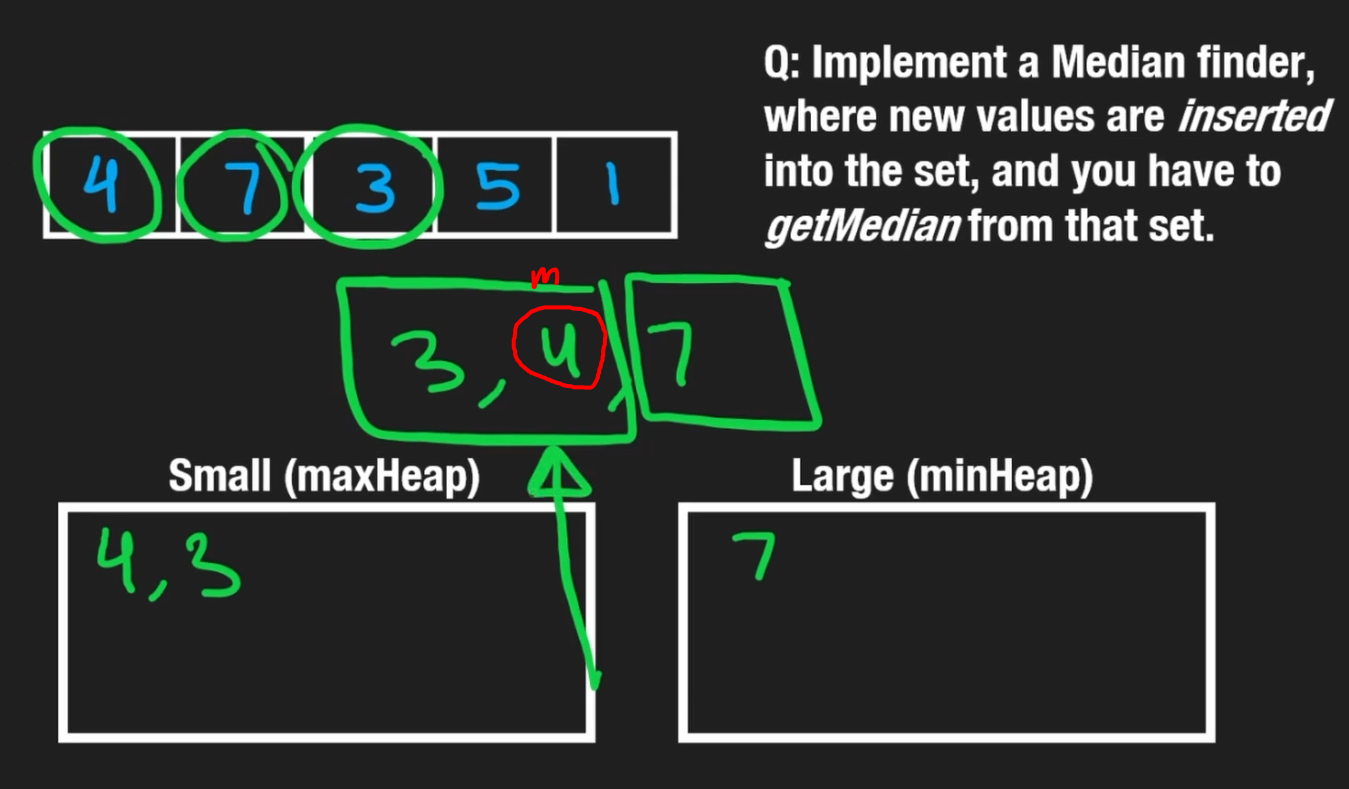 Q: Implement a Median finder,
where new values are inserted
into the set, and you have to
getMedian from that set.
4 7 3 5 1
m
3, 4, 7
Small (maxHeap)
4, 3
Large (minHeap)
7